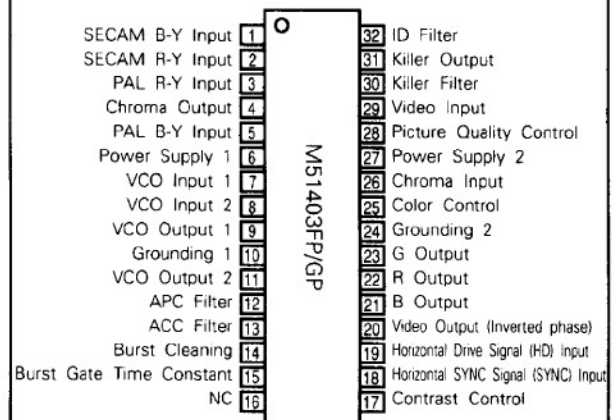 SECAM B-Y Input 1
SECAM R-Y Input 2
PAL R-Y Input 3
Chroma Output 4
PAL B-Y Input 5
Power Supply 1 6
VCO Input 1 7
VCO Input 2 8
VCO Output 1 9
Grounding 1 10
VCO Output 2 11
APC Filter 12
ACC Filter 13
Burst Cleaning 14
Burst Gate Time Constant 15
NC 16
M51403FP/GP
32 ID Filter
31 Killer Output
30 Killer Filter
29 Video Input
28 Picture Quality Control
27 Power Supply 2
26 Chroma Input
25 Color Control
24 Grounding 2
23 G Output
22 R Output
21 B Output
20 Video Output (Inverted phase)
19 Horizontal Drive Signal (HD) Input
18 Horizontal SYNC Signal (SYNC) Input
17 Contrast Control